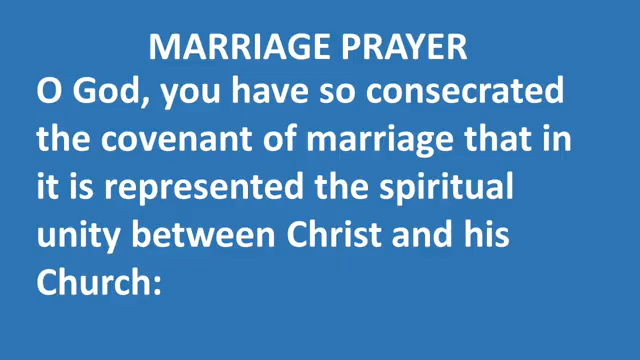 MARRIAGE PRAYER
O God, you have so consecrated
the covenant of marriage that in
it is represented the spiritual
unity between Christ and his
Church: